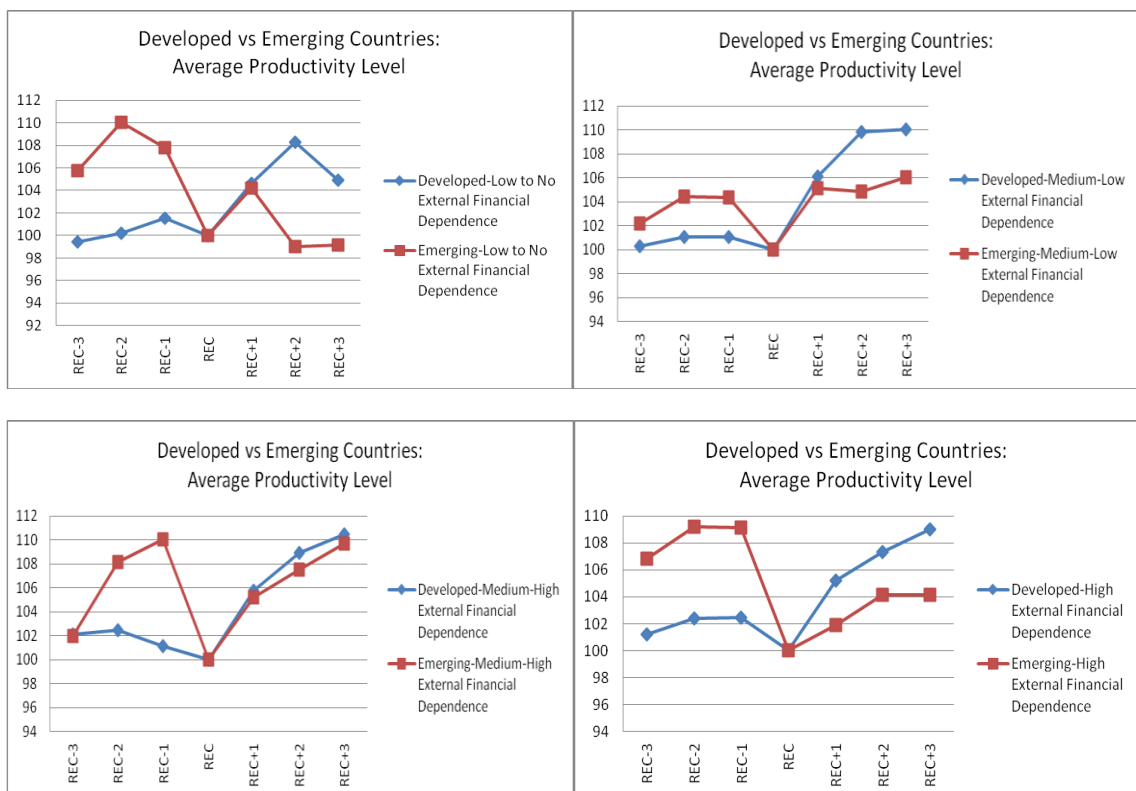 Developed vs Emerging Countries:
Average Productivity Level
112
110
108
106
104
102
100
98
96
94
92
REC-3
REC-2
REC-1
REC
REC+1
REC+2
REC+3
Developed-Low to No
External Financial
Dependence
Emerging-Low to No
External Financial
Dependence
Developed vs Emerging Countries:
Average Productivity Level
112
110
108
106
104
102
100
98
96
94
REC-3
REC-2
REC-1
REC
REC+1
REC+2
REC+3
Developed-Medium-Low
External Financial
Dependence
Emerging-Medium-Low
External Financial
Dependence
Developed vs Emerging Countries:
Average Productivity Level
112
110
108
106
104
102
100
98
96
94
REC-3
REC-2
REC-1
REC
REC+1
REC+2
REC+3
Developed-Medium-High
External Financial
Dependence
Emerging-Medium-High
External Financial
Dependence
Developed vs Emerging Countries:
Average Productivity Level
110
108
106
104
102
100
98
96
94
REC-3
REC-2
REC-1
REC
REC+1
REC+2
REC+3
Developed-High
External Financial
Dependence
Emerging-High
External Financial
Dependence